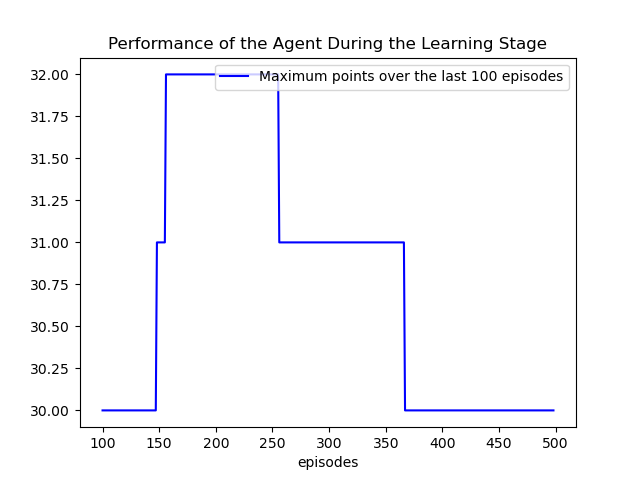 Performance of the Agent During the Learning Stage
Maximum points over the last 100 episodes
32.00
31.75
31.50
31.25
31.00
30.75
30.50
30.25
30.00
100 150 200 250 300 350 400 450 500
episodes